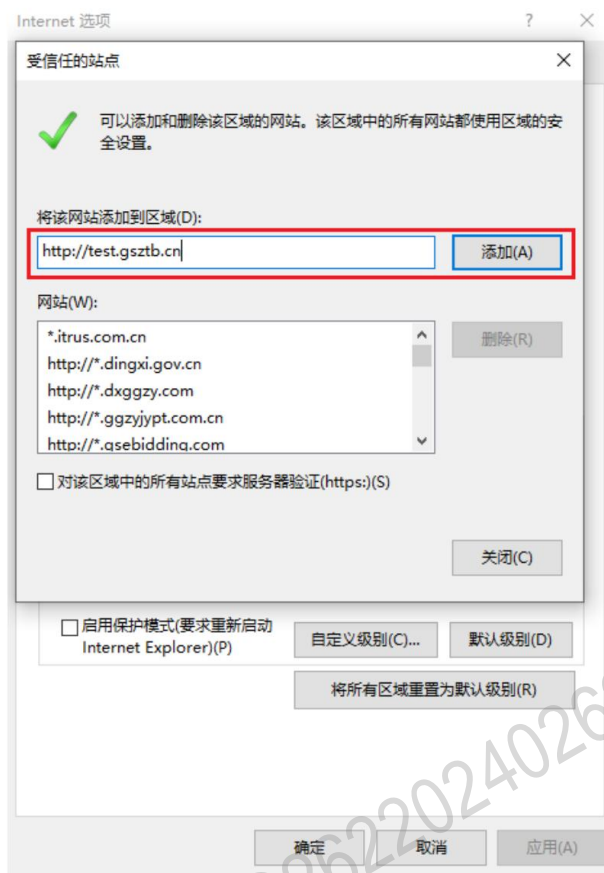 Internet 选项
受信任的站点
可以添加和删除该区域的网站。该区域中的所有网站都使用区域的安
全设置。
将该网站添加到区域(D):
http://test.gsztb.cn
添加(A)
网站(W):
*.itrus.com.cn
http://*.dingxi.gov.cn
http://*.dxggzy.com
http://*.ggzyjypt.com.cn
http://*.gsebidding.com
删除(R)
对该区域中的所有站点要求服务器验证(https:)(S)
关闭(C)
启用保护模式(要求重新启动
Internet Explorer)(P)
自定义级别(C)...
默认级别(D)
将所有区域重置为默认级别(R)
确定
取消
应用(A)